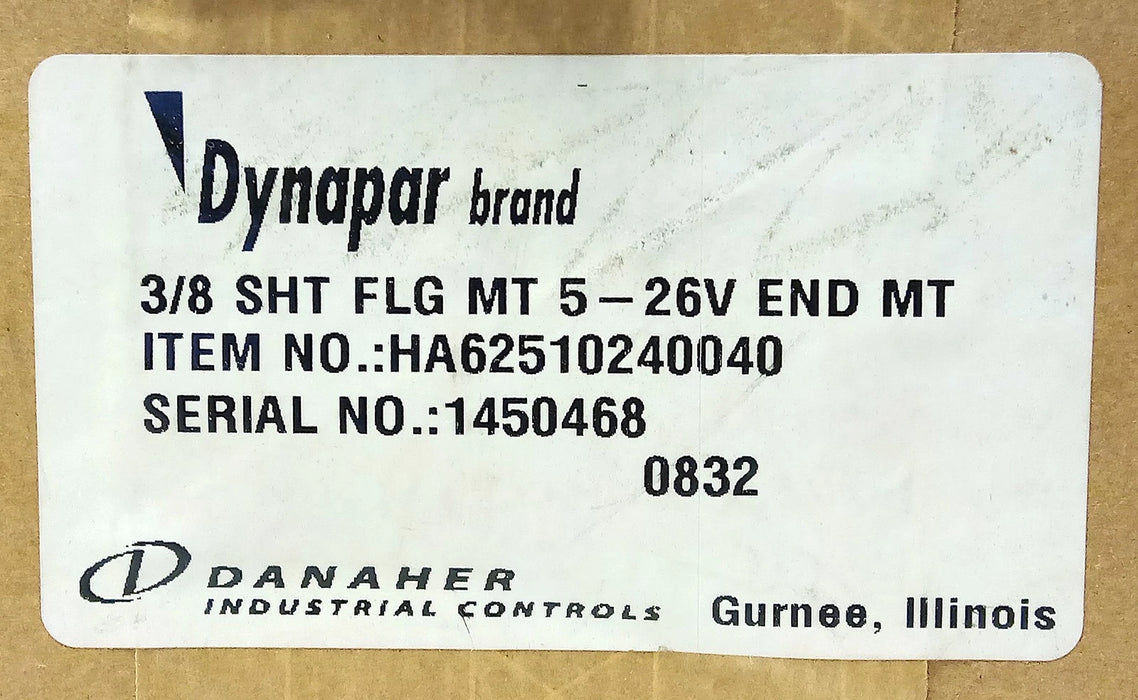 Dynapar brand
3/8 SHT FLG MT 5-26V END MT
ITEM NO.:HA62510240040
SERIAL NO.:1450468
0832
DANAHER
INDUSTRIAL CONTROLS
Gurnee, Illinois